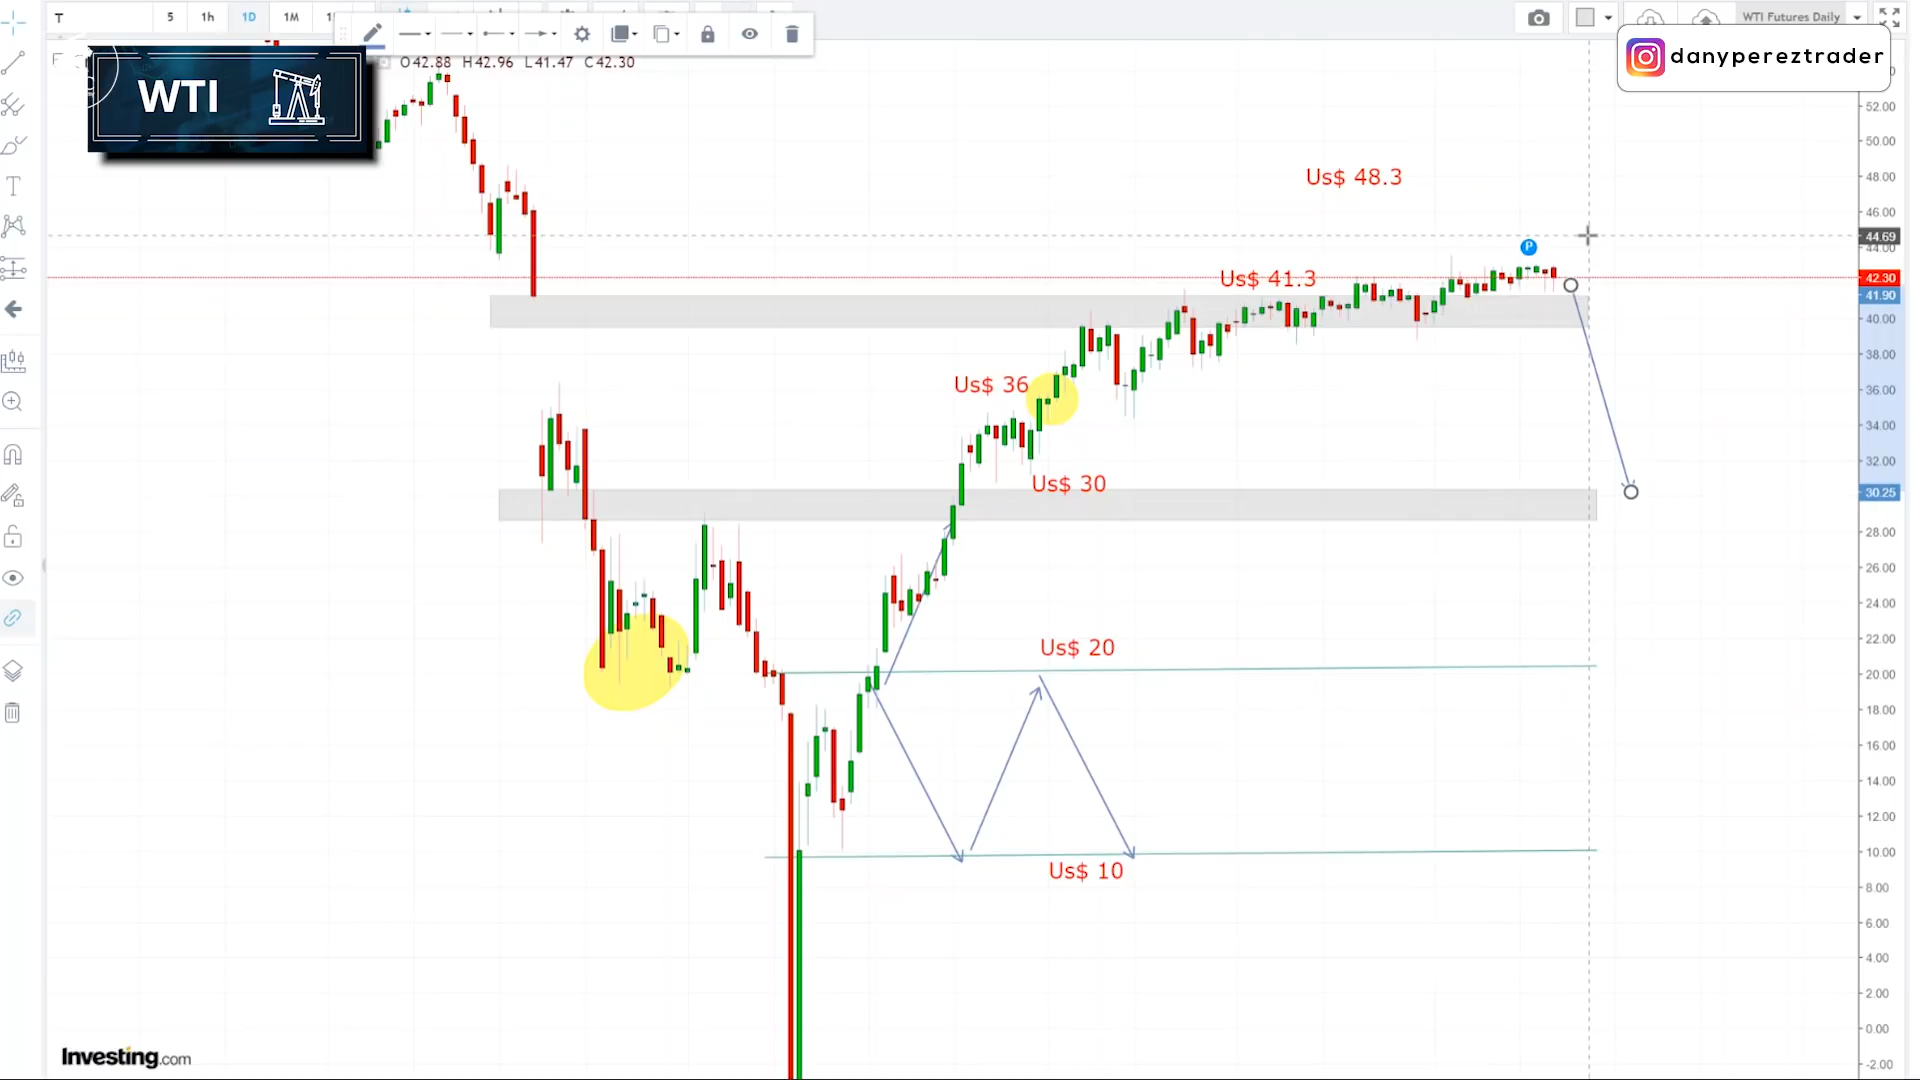 T 5 1h 1D 1M
WTI Futures Daily
danypereztrader
O42.88 H42.96 L41.47 C42.30
WTI
52.00
50.00
48.00
46.00
44.69
44.00
42.30
41.90
40.00
38.00
36.00
34.00
32.00
30.25
28.00
26.00
24.00
22.00
20.00
18.00
16.00
14.00
12.00
10.00
8.00
6.00
4.00
2.00
0.00
-2.00
Us$ 48.3
P
Us$ 41.3
Us$ 36
Us$ 30
Us$ 20
Us$ 10
Investing.com